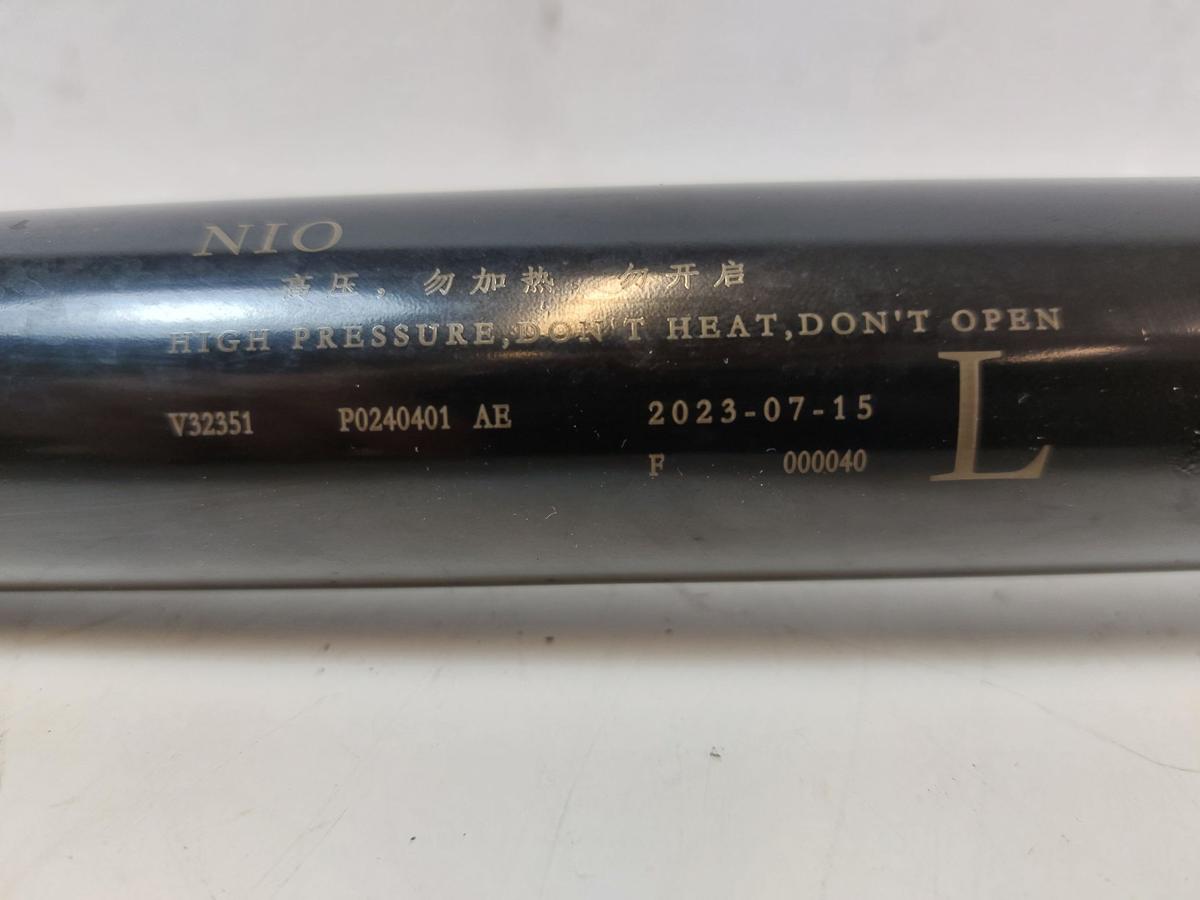 NIO
高压，勿加热，勿开启
HIGH PRESSURE,DON'T HEAT,DON'T OPEN
V32351 P0240401 AE 2023-07-15
F 000040
L